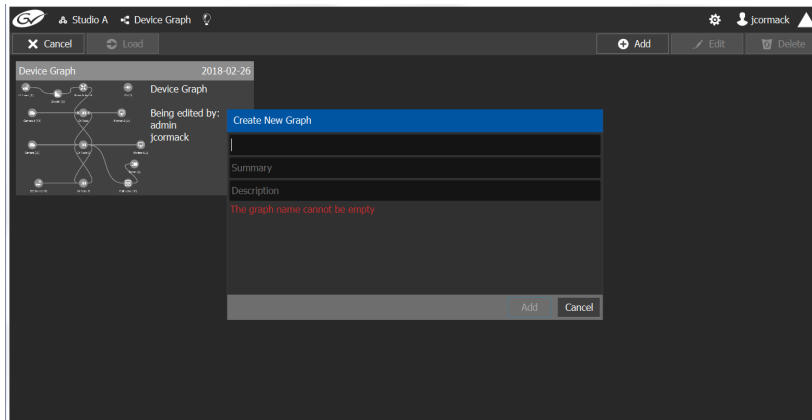 GV Studio A Device Graph jcormack
Cancel Load Add Edit Delete
Device Graph 2018-02-26
Device Graph
Being edited by:
admin
jcormack
Create New Graph
Summary
Description
The graph name cannot be empty
Add Cancel